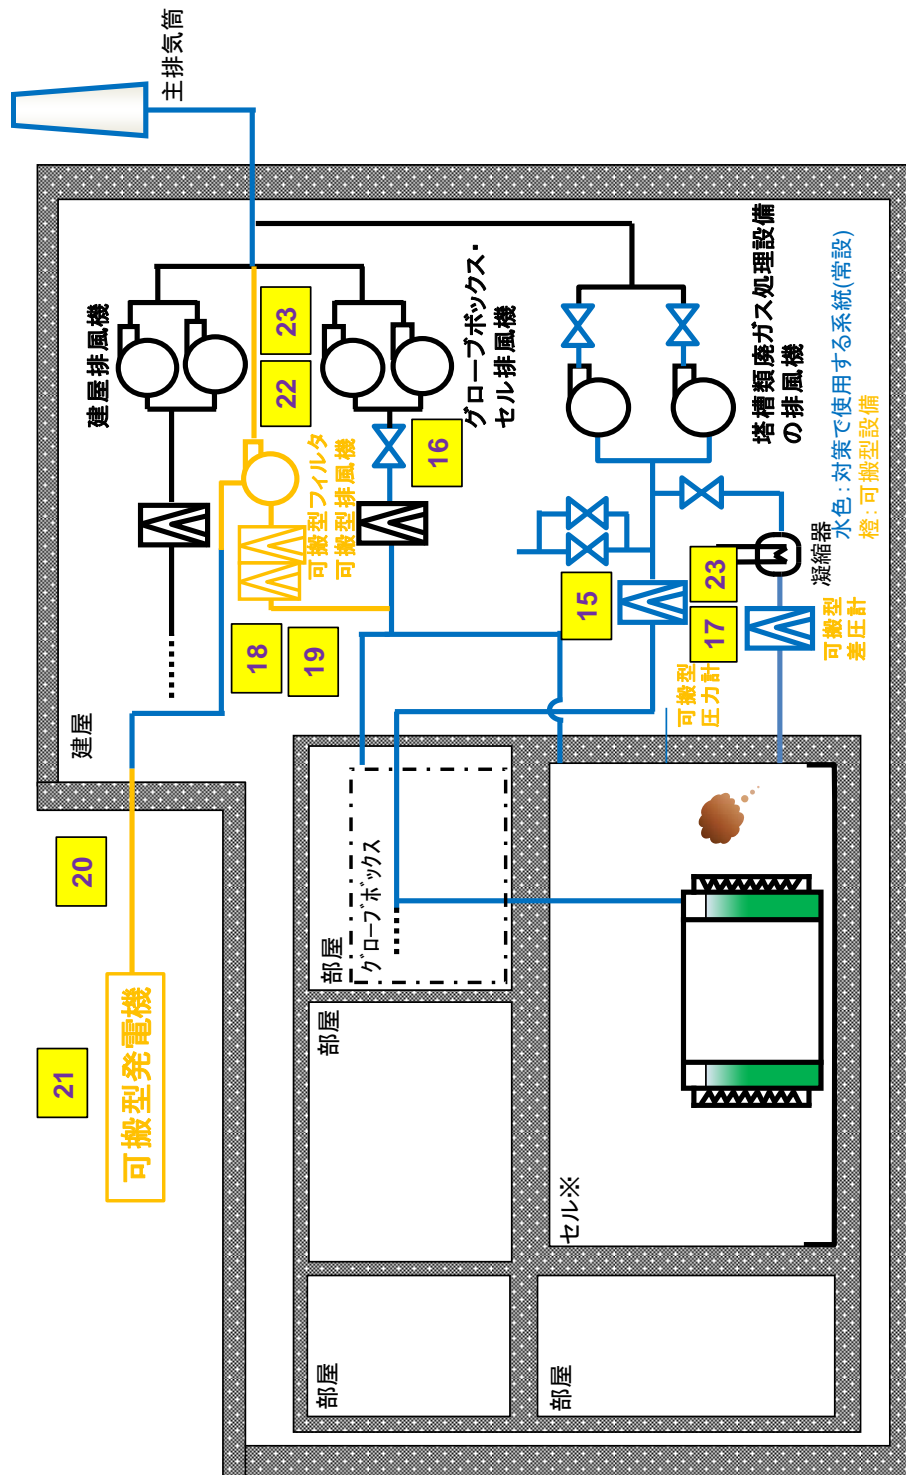 主排気筒
建屋
建屋排風機
可搬型フィルタ
可搬型排風機
グローブボックス・
セル排風機
塔槽類廃ガス処理設備
の排風機
水色：対策で使用する系統(常設)
橙：可搬型設備
凝縮器
可搬型
差圧計
可搬型
圧力計
可搬型発電機
部屋
グローブボックス
部屋
部屋
部屋
セル※
15
16
17
18
19
20
21
22
23
23